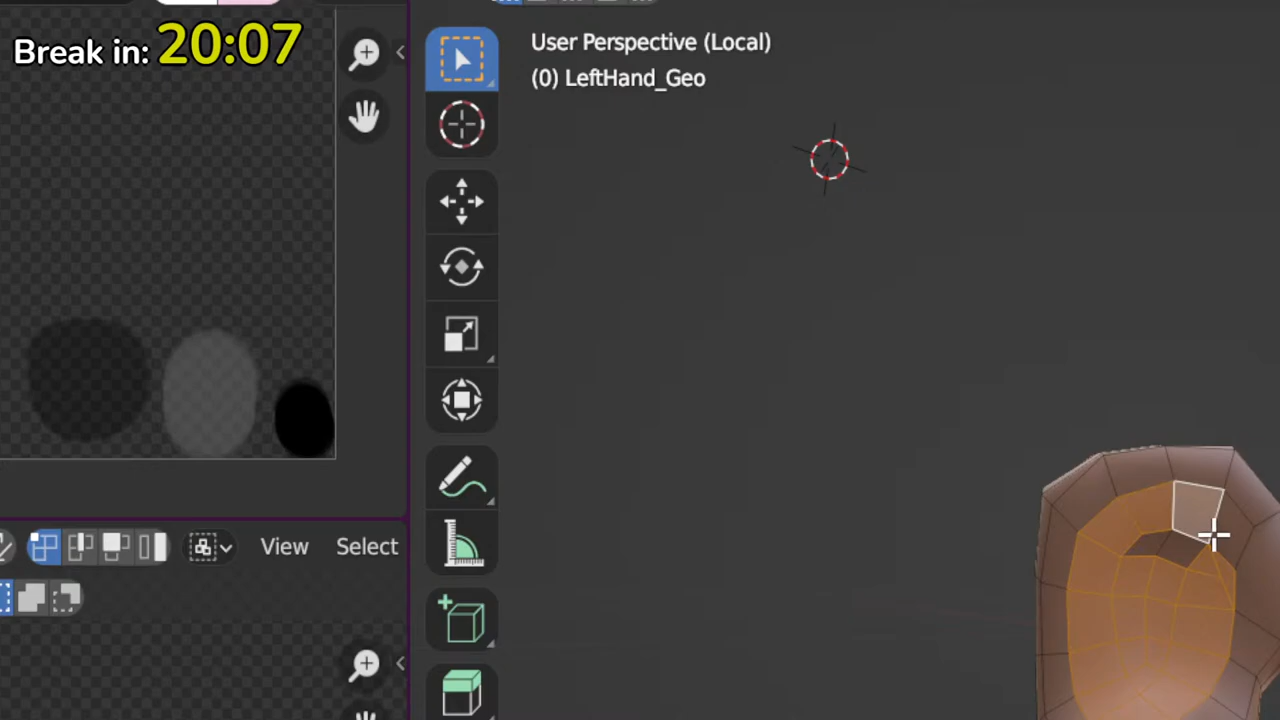 Break in: 20:07
User Perspective (Local)
(0) LeftHand_Geo
View Select